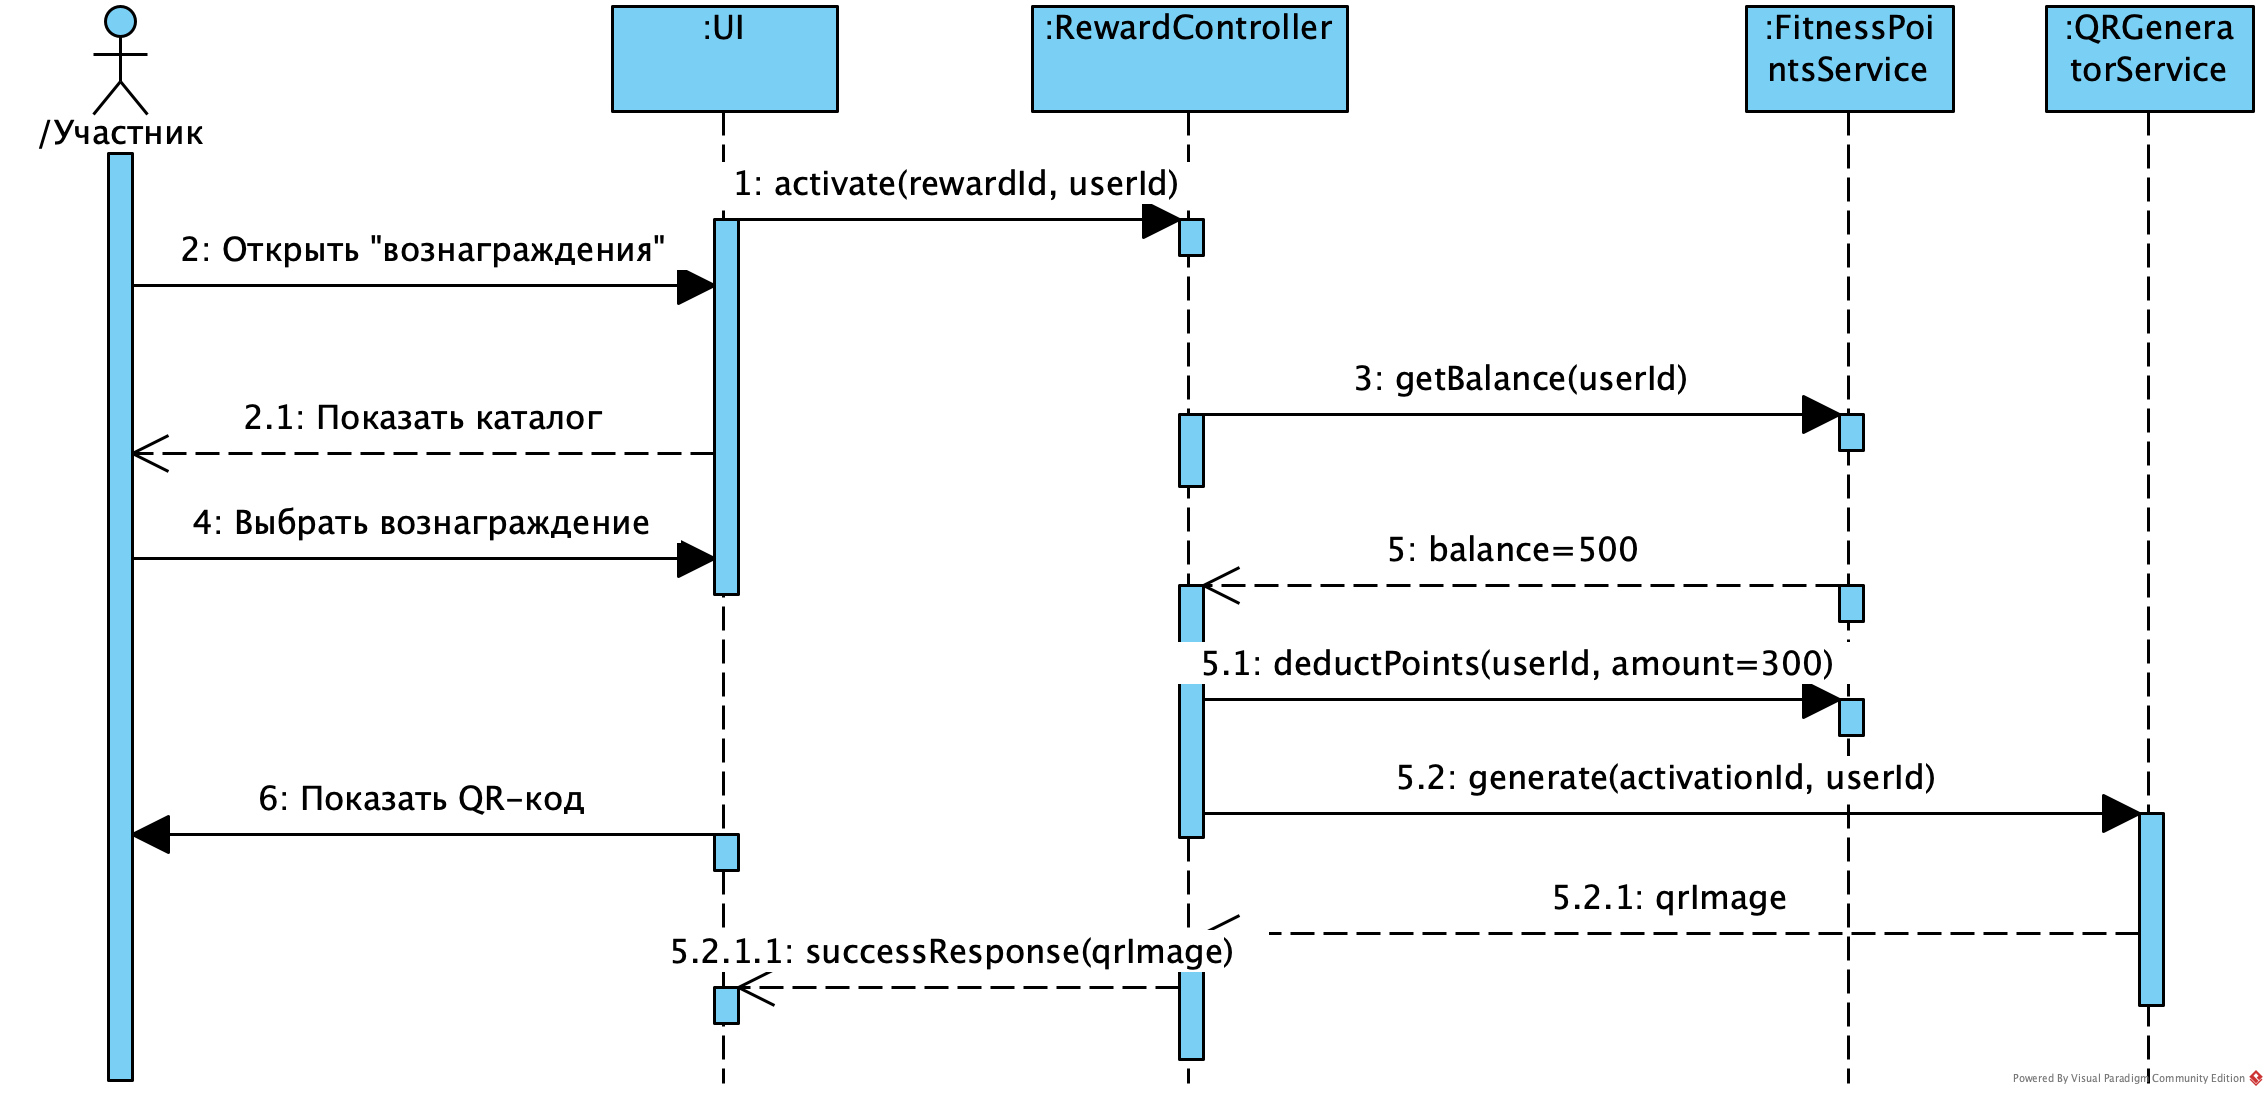 :UI
:RewardController
:FitnessPoi
ntsService
:QRGenera
torService
/Участник
1: activate(rewardId, userId)
2: Открыть "вознаграждения"
3: getBalance(userId)
2.1: Показать каталог
4: Выбрать вознаграждение
5: balance=500
5.1: deductPoints(userId, amount=300)
5.2: generate(activationId, userId)
6: Показать QR-код
5.2.1: qrImage
5.2.1.1: successResponse(qrImage)
Powered By Visual Paradigm Community Edition